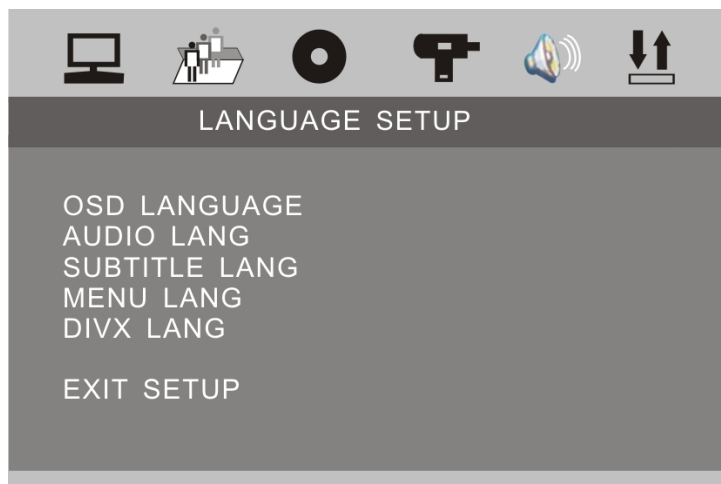 LANGUAGE SETUP
OSD LANGUAGE
AUDIO LANG
SUBTITLE LANG
MENU LANG
DIVX LANG
EXIT SETUP